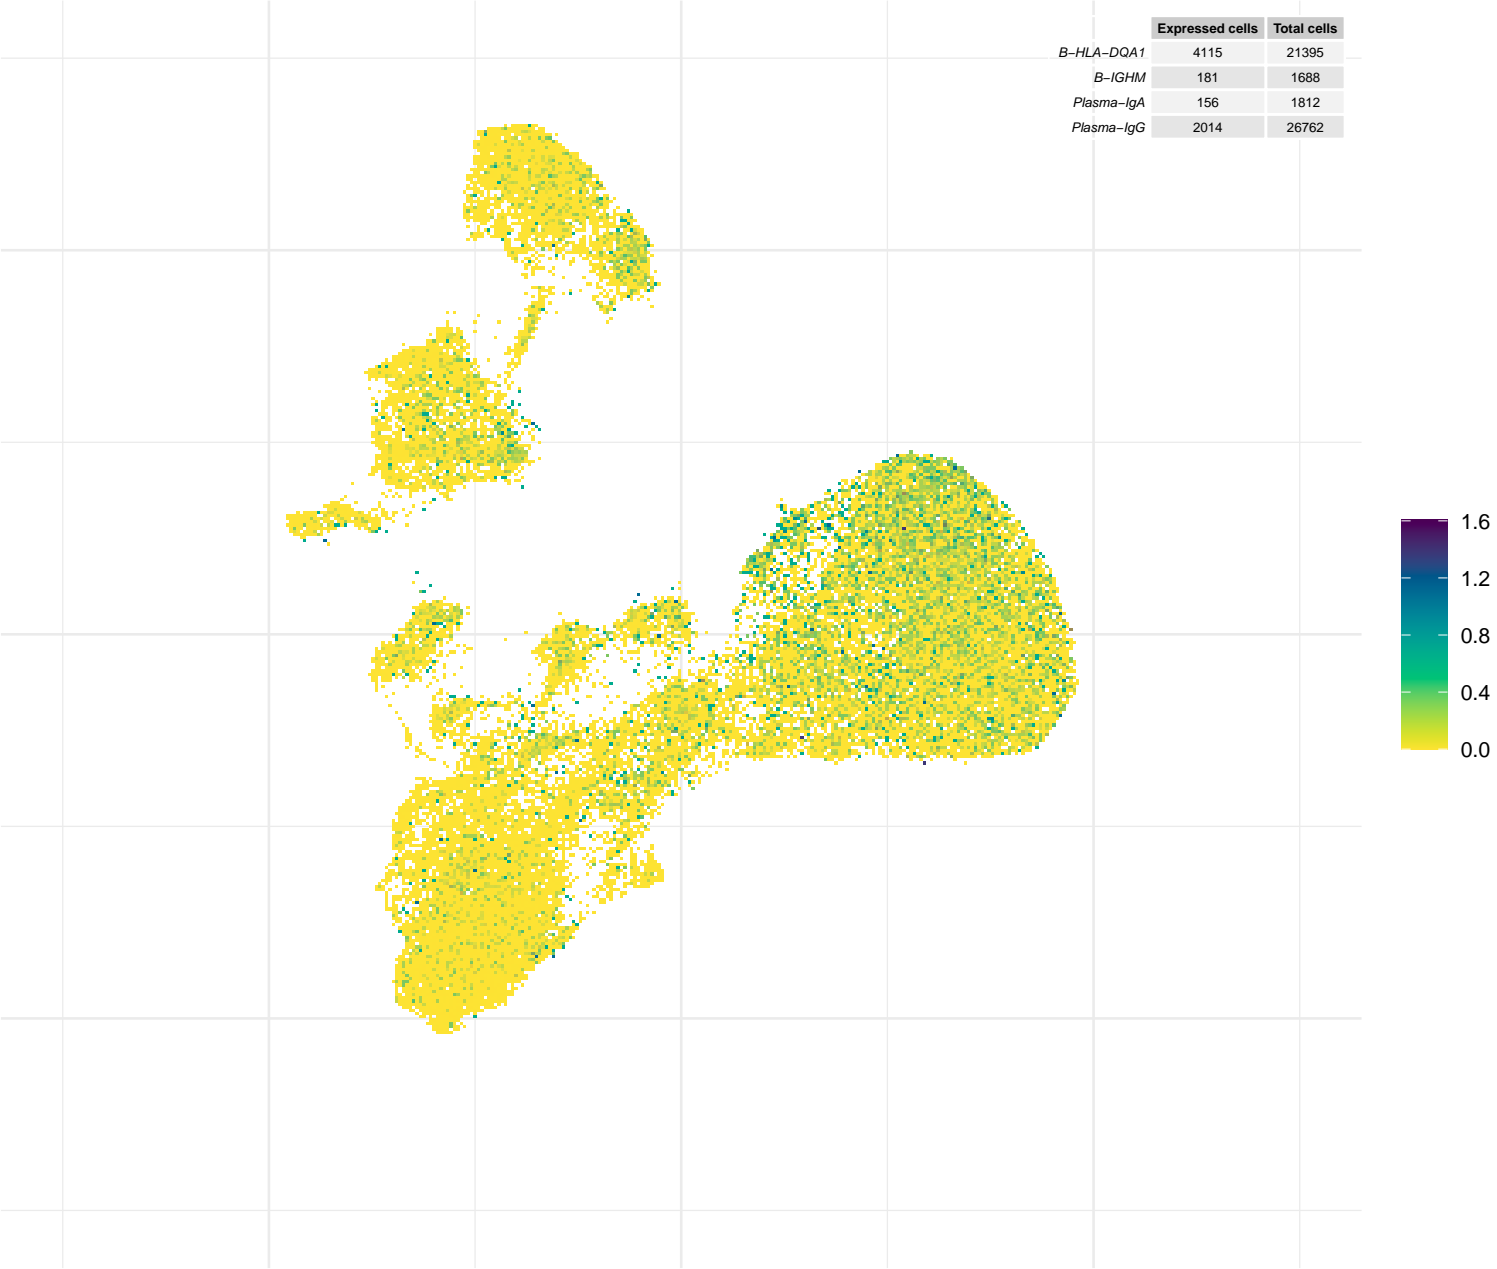 Expressed cells Total cells
B−HLA−DQA1 4115 21395
B−IGHM 181 1688
Plasma−IgA 156 1812
Plasma−IgG 2014 26762
1.6
1.2
0.8
0.4
0.0